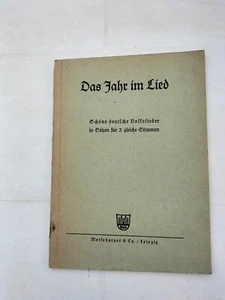 Das Jahr im Lied
Schöne deutsche Volkslieder
in Sätzen für 3 gleiche Stimmen
Merseburger & Co. / Leipzig